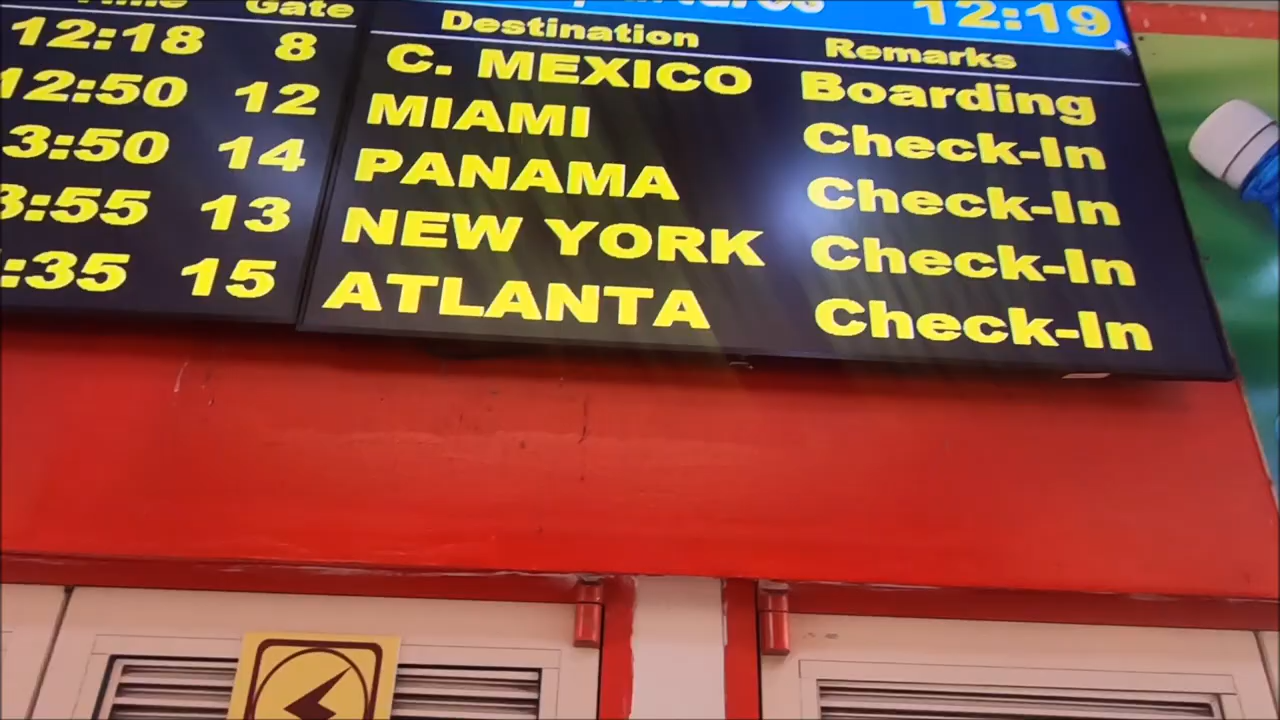 Gate
12:18 8
12:50 12
3:50 14
3:55 13
:35 15
12:19
Destination Remarks
C. MEXICO Boarding
MIAMI Check-In
PANAMA Check-In
NEW YORK Check-In
ATLANTA Check-In